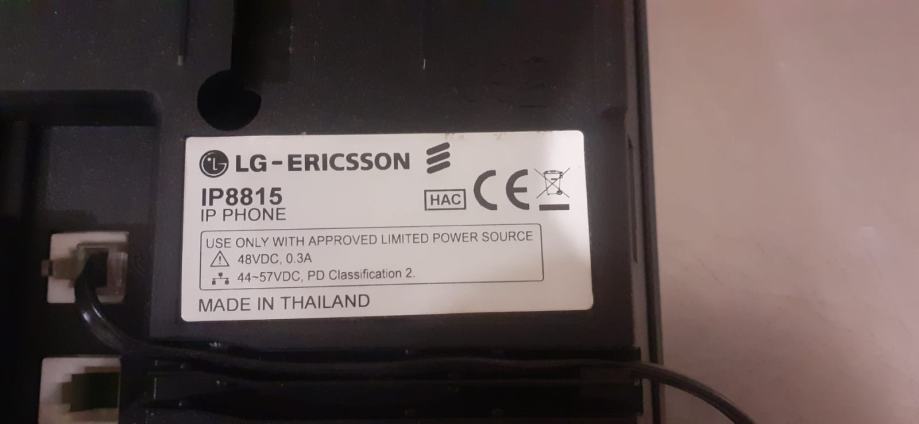 LG-ERICSSON
IP8815
IP PHONE
HAC CE
USE ONLY WITH APPROVED LIMITED POWER SOURCE
48VDC, 0.3A
44~57VDC, PD Classification 2.
MADE IN THAILAND